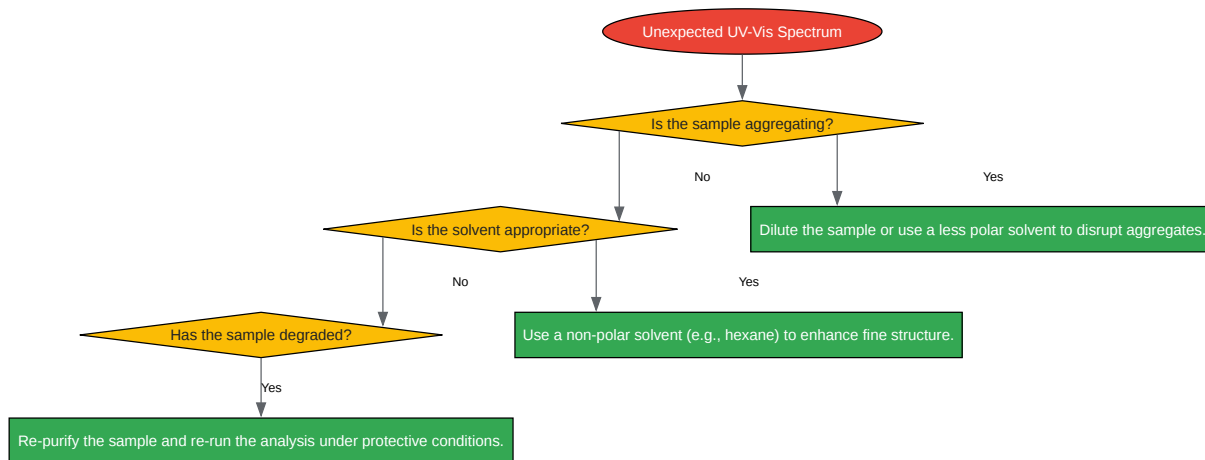 Unexpected UV-Vis Spectrum
Is the sample aggregating?
No
Yes
Is the solvent appropriate?
Dilute the sample or use a less polar solvent to disrupt aggregates.
No
Yes
Has the sample degraded?
Use a non-polar solvent (e.g., hexane) to enhance fine structure.
Yes
Re-purify the sample and re-run the analysis under protective conditions.